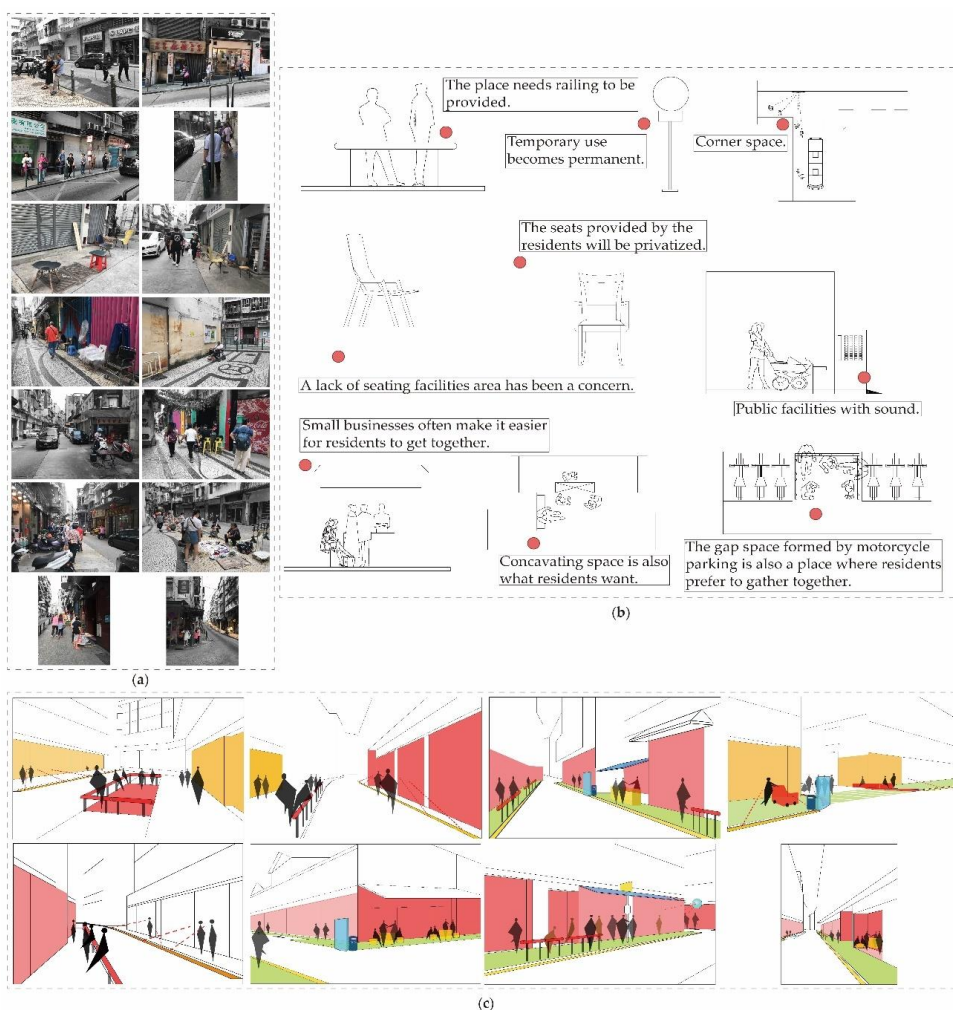 The place needs railing to be
provided.
Temporary use
becomes permanent.
Corner space.
The seats provided by the
residents will be privatized.
A lack of seating facilities area has been a concern.
Public facilities with sound.
Small businesses often make it easier
for residents to get together.
Concavating space is also
what residents want.
The gap space formed by motorcycle
parking is also a place where residents
prefer to gather together.
(b)
(a)
(c)